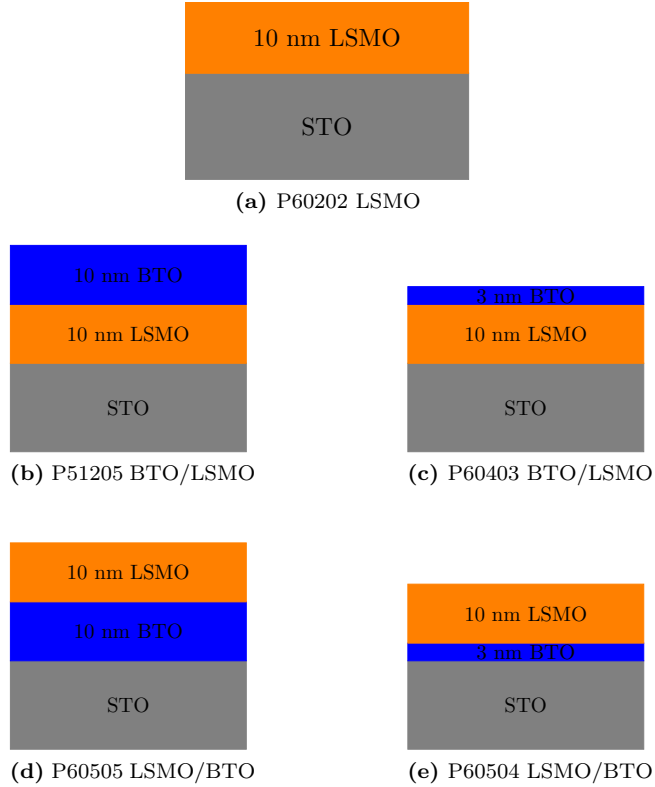 10 nm LSMO
STO
(a) P60202 LSMO
10 nm BTO
10 nm LSMO
STO
(b) P51205 BTO/LSMO
3 nm BTO
10 nm LSMO
STO
(c) P60403 BTO/LSMO
10 nm LSMO
10 nm BTO
STO
(d) P60505 LSMO/BTO
10 nm LSMO
3 nm BTO
STO
(e) P60504 LSMO/BTO